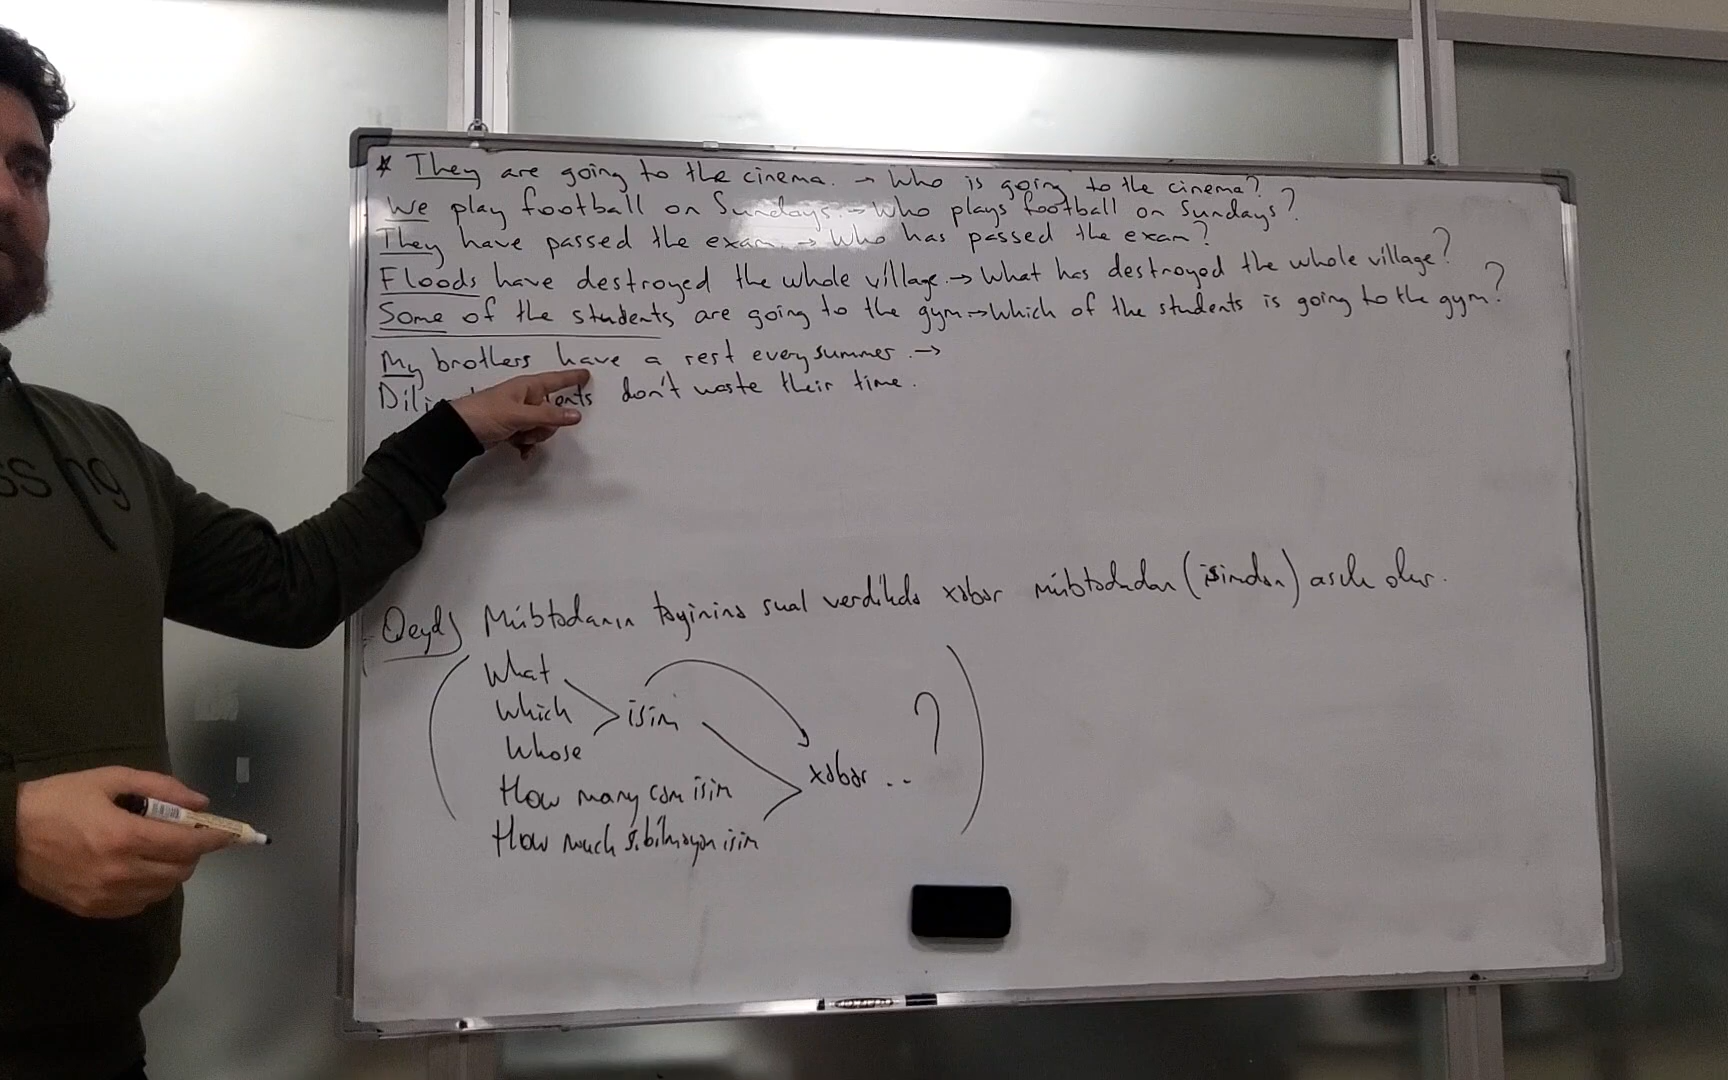 * They are going to the cinema. → Who is going to the cinema?
We play football on Sundays. → Who plays football on Sundays?
They have passed the exam. → Who has passed the exam?
Floods have destroyed the whole village. → What has destroyed the whole village?
Some of the students are going to the gym → Which of the students is going to the gym?
My brothers have a rest every summer. →
don't waste their time.
Qeyd) Mübtədanın təyininə sual verdikdə xəbər mübtədadan (isimdən) asılı olur.
What
Which > isim
Whose
How many cəm isim
xəbər .. ?
How much s.bilməyən isim